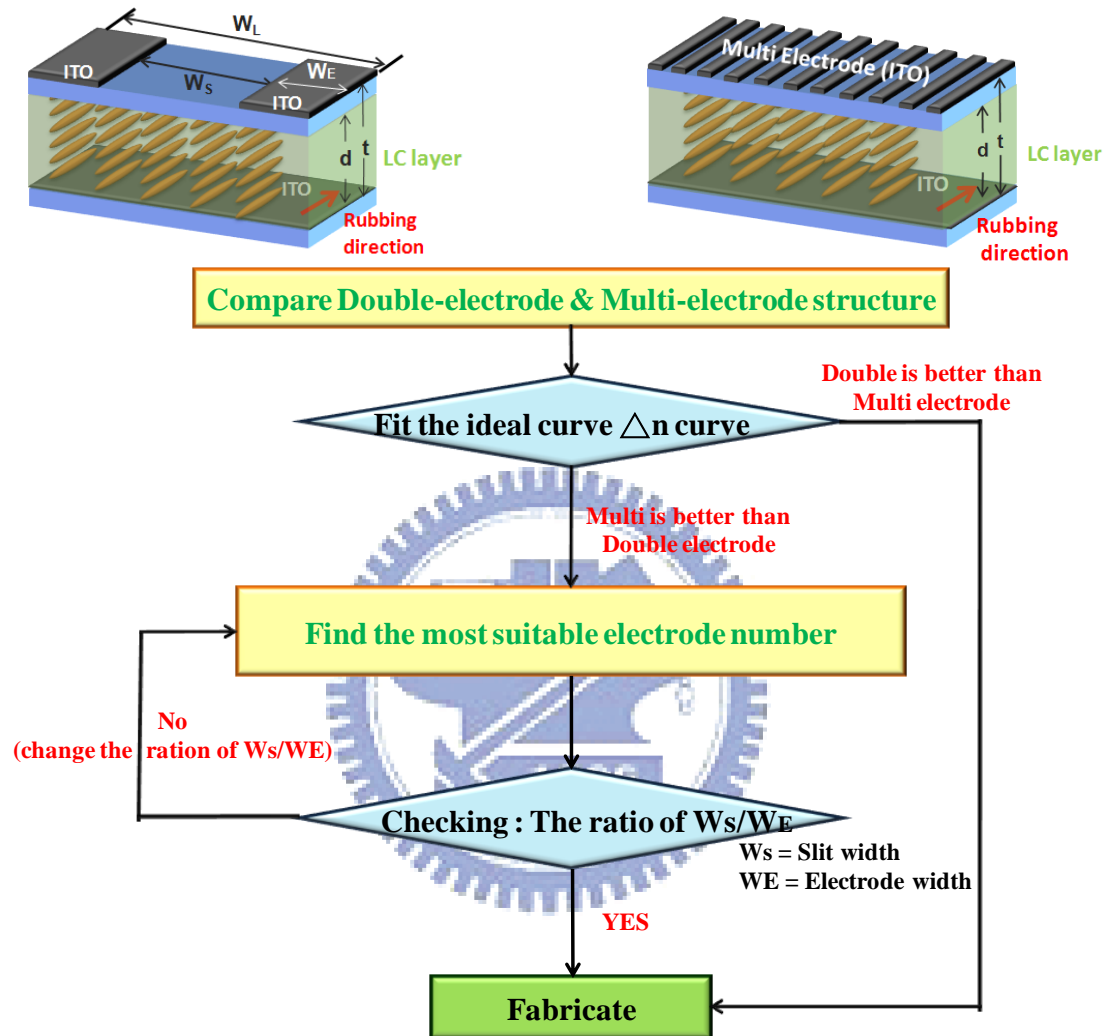 W_L
ITO
W_S
W_E
ITO
d
t
LC layer
ITO
Rubbing
direction
Multi Electrode (ITO)
d
t
LC layer
ITO
Rubbing
direction
Compare Double-electrode & Multi-electrode structure
Double is better than
Multi electrode
Fit the ideal curve △n curve
Multi is better than
Double electrode
Find the most suitable electrode number
No
(change the ration of Ws/WE)
Checking : The ratio of Ws/WE
Ws = Slit width
WE = Electrode width
YES
Fabricate